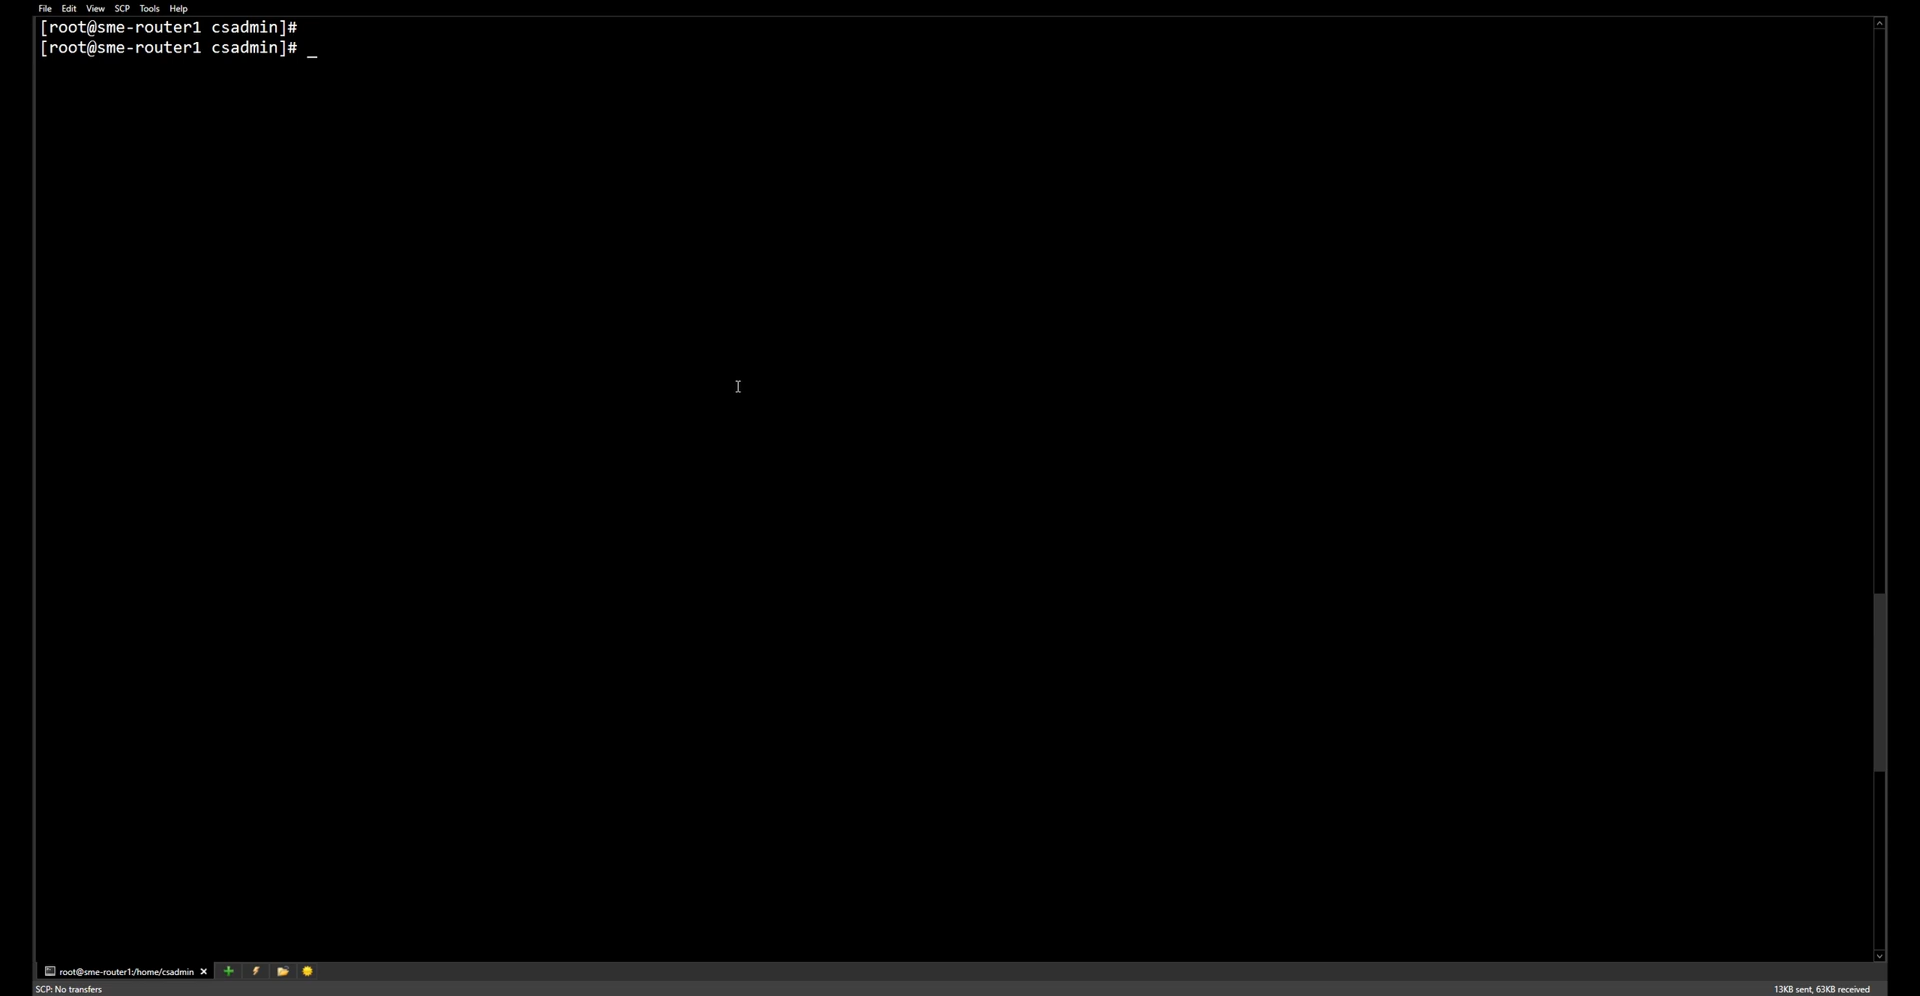 File Edit View SCP Tools Help
[root@sme-router1 csadmin]#
[root@sme-router1 csadmin]# _
root@sme-router1:/home/csadmin
SCP: No transfers
13KB sent, 63KB received